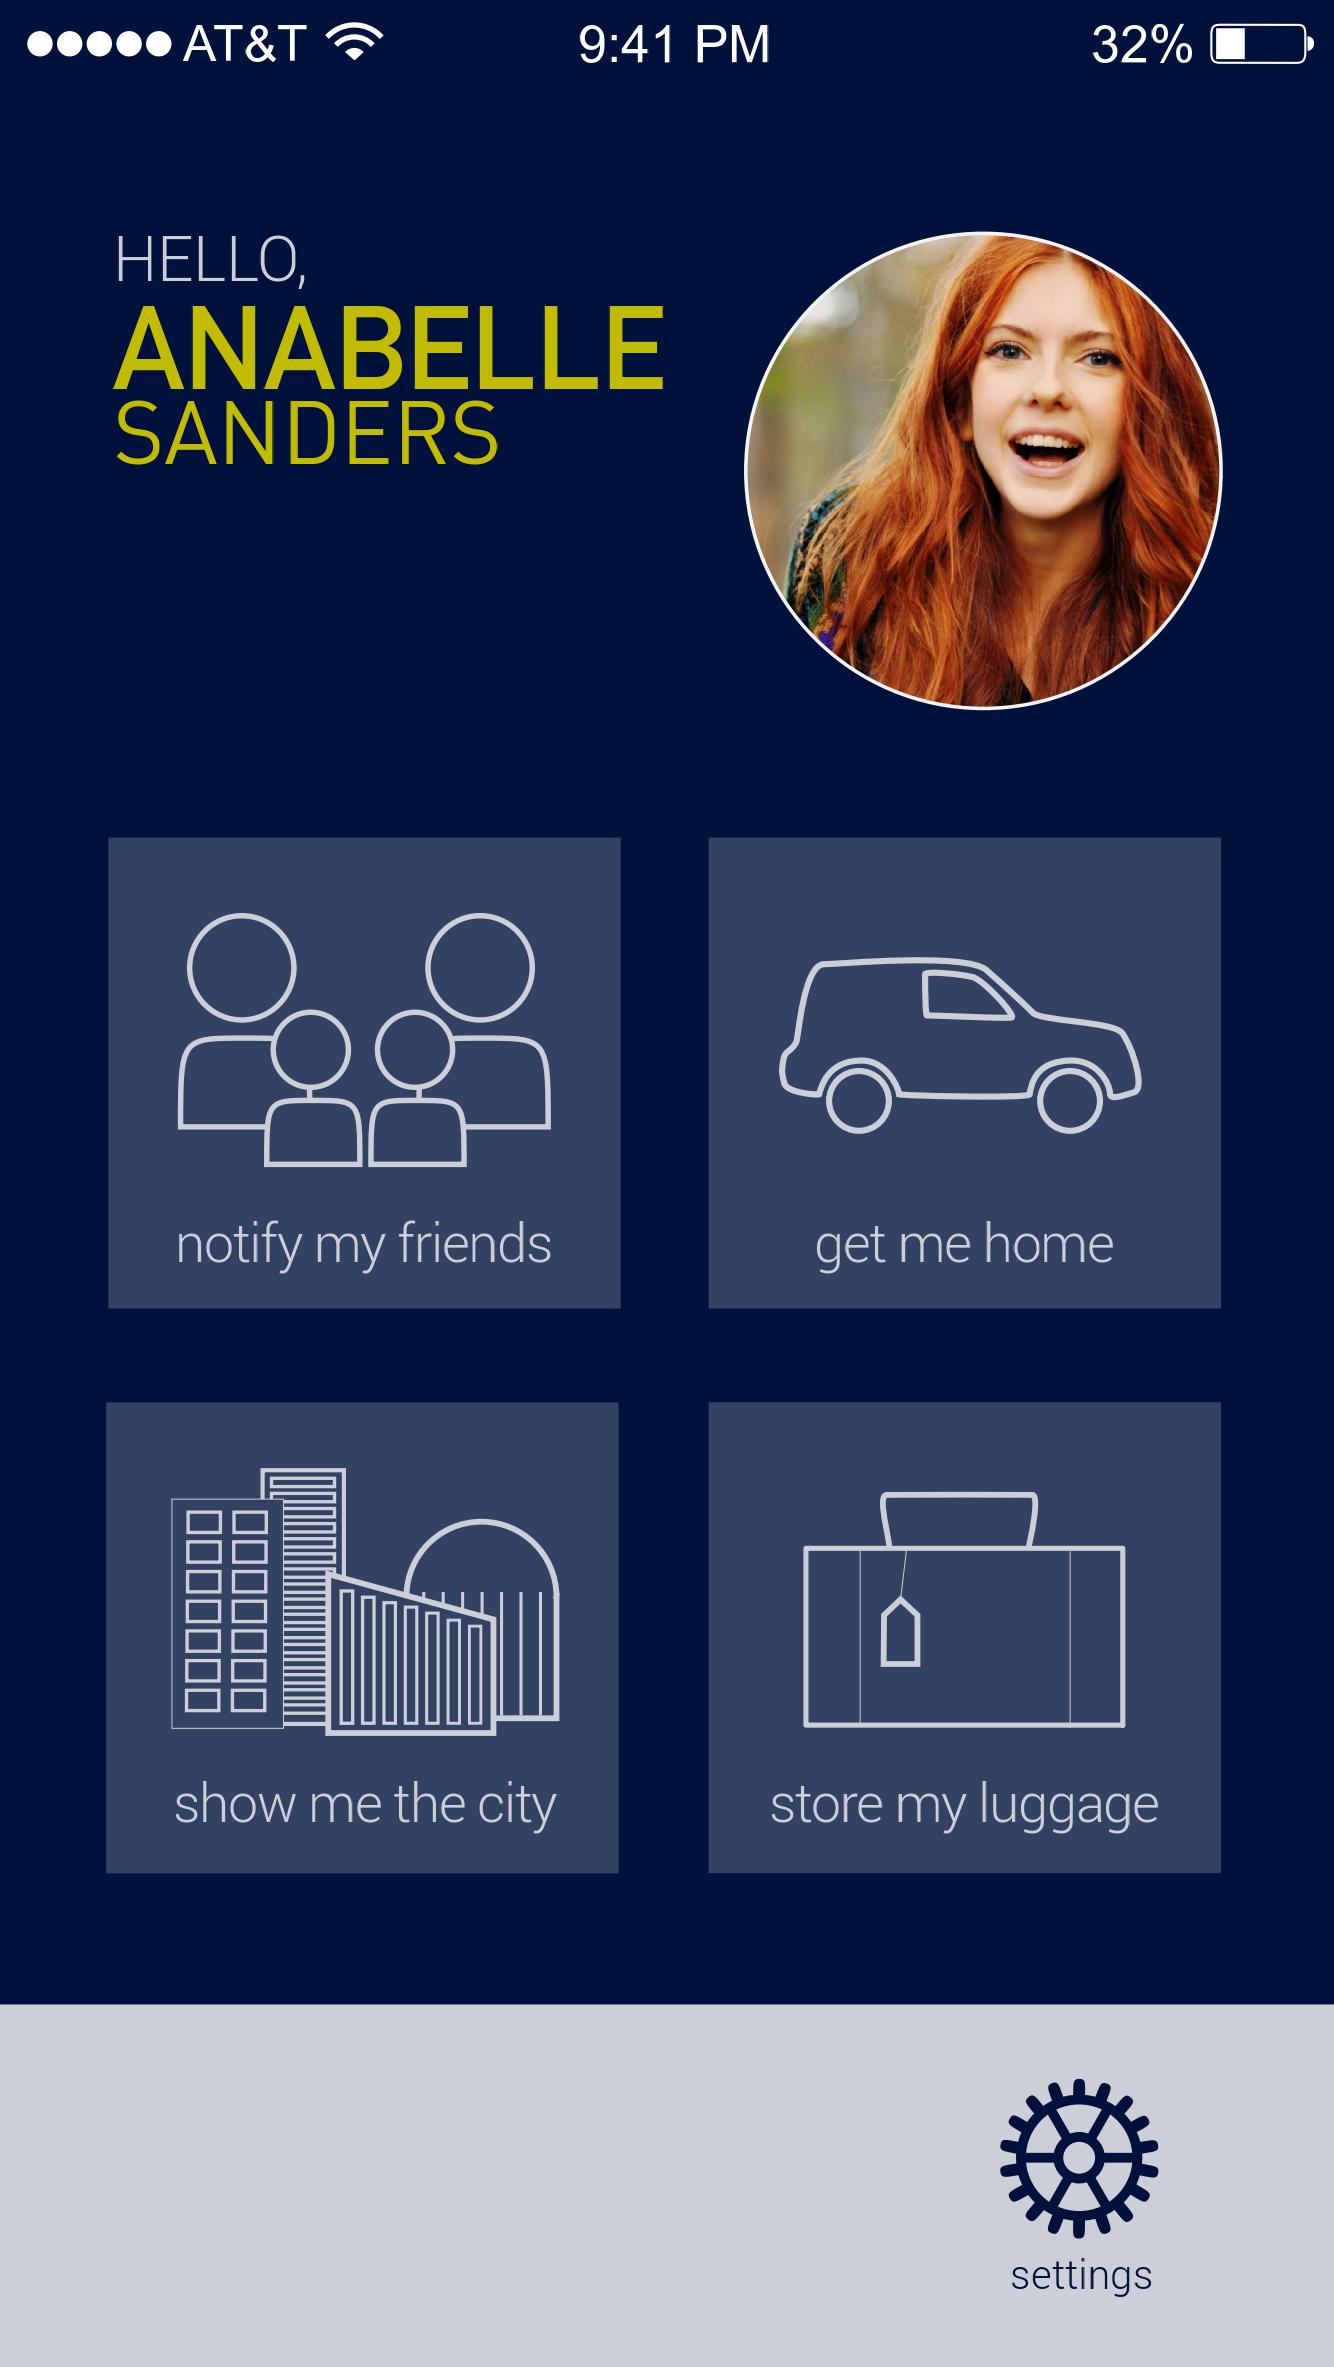 AT&T 9:41 PM 32%
HELLO,
ANABELLE
SANDERS
notify my friends
get me home
show me the city
store my luggage
settings